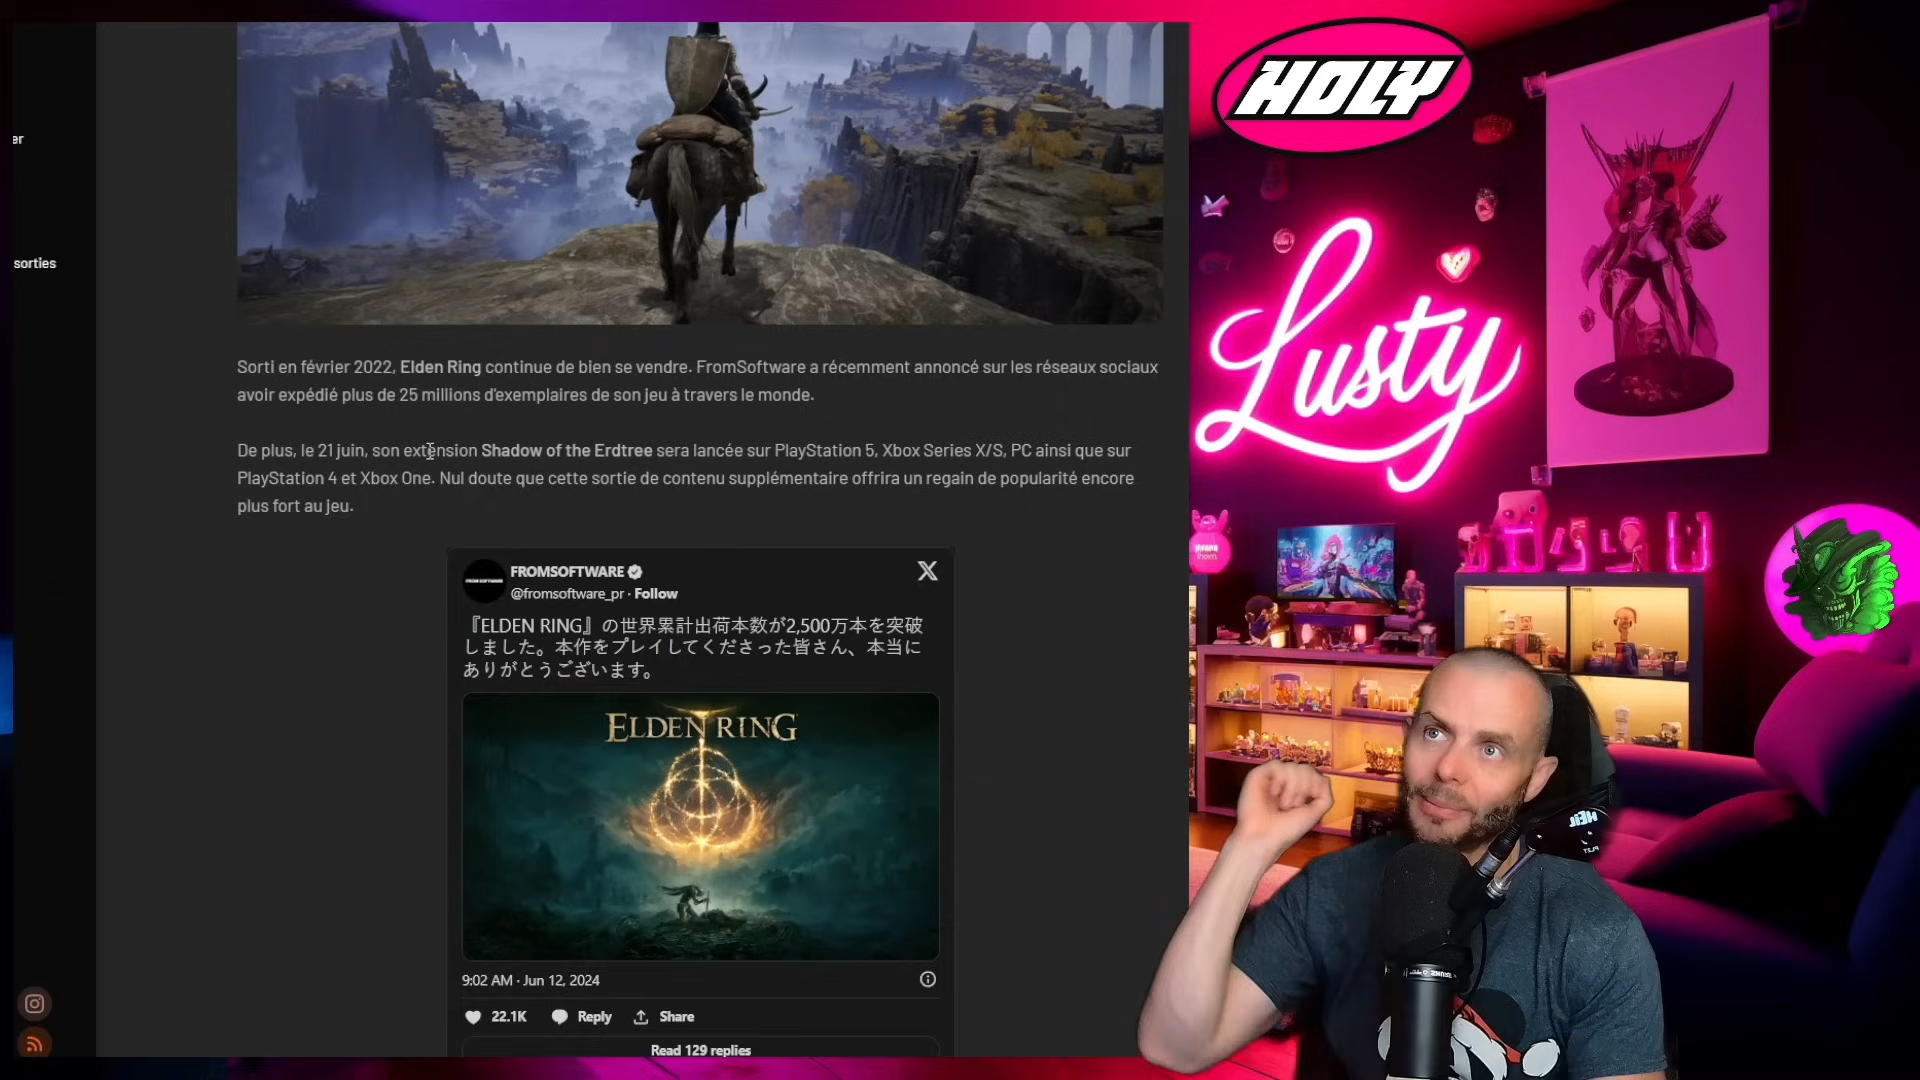 HOLY
er
sorties
Lusty
Sorti en février 2022, Elden Ring continue de bien se vendre. FromSoftware a récemment annoncé sur les réseaux sociaux
avoir expédié plus de 25 millions d'exemplaires de son jeu à travers le monde.
De plus, le 21 juin, son extension Shadow of the Erdtree sera lancée sur PlayStation 5, Xbox Series X/S, PC ainsi que sur
PlayStation 4 et Xbox One. Nul doute que cette sortie de contenu supplémentaire offrira un regain de popularité encore
plus fort au jeu.
FROMSOFTWARE
@fromsoftware_pr · Follow
『ELDEN RING』の世界累計出荷本数が2,500万本を突破
しました。本作をプレイしてくださった皆さん、本当に
ありがとうございます。
ELDEN RING
9:02 AM · Jun 12, 2024
22.1K Reply Share
Read 129 replies